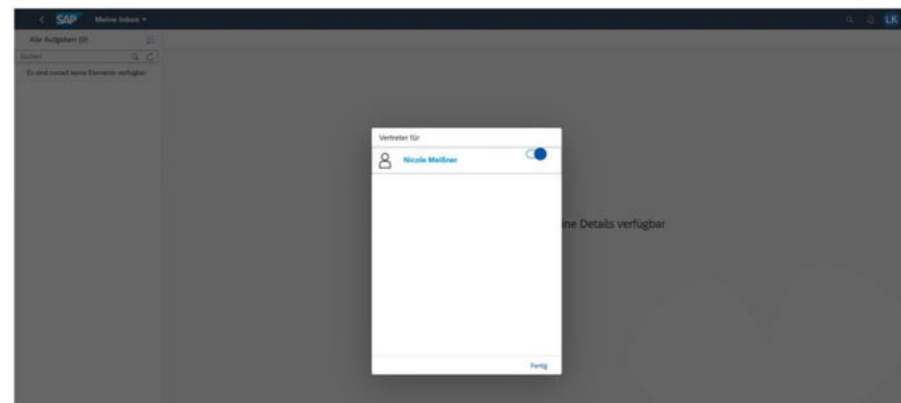 SAP Meine Inbox
LK
Alle Aufgaben (0)
Suchen
Es sind zurzeit keine Elemente verfügbar
Vertreter für
Nicole Meißner
ine Details verfügbar
Fertig